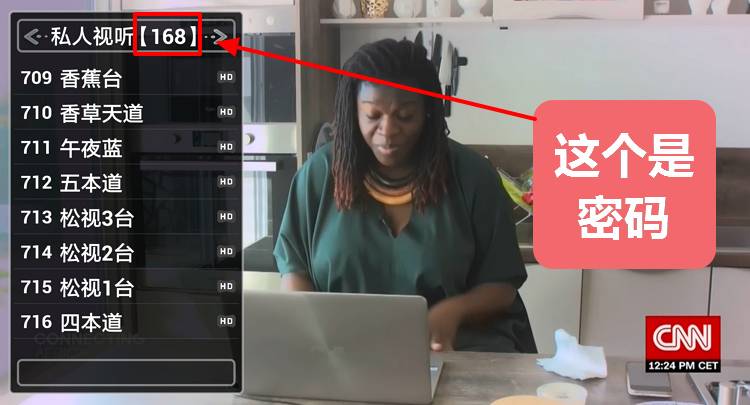 私人视听【168】
709 香蕉台 HD
710 香草天道 HD
711 午夜蓝 HD
712 五本道 HD
713 松视3台 HD
714 松视2台 HD
715 松视1台 HD
716 四本道 HD
CONNECTING
这个是
密码
CNN
12:24 PM CET